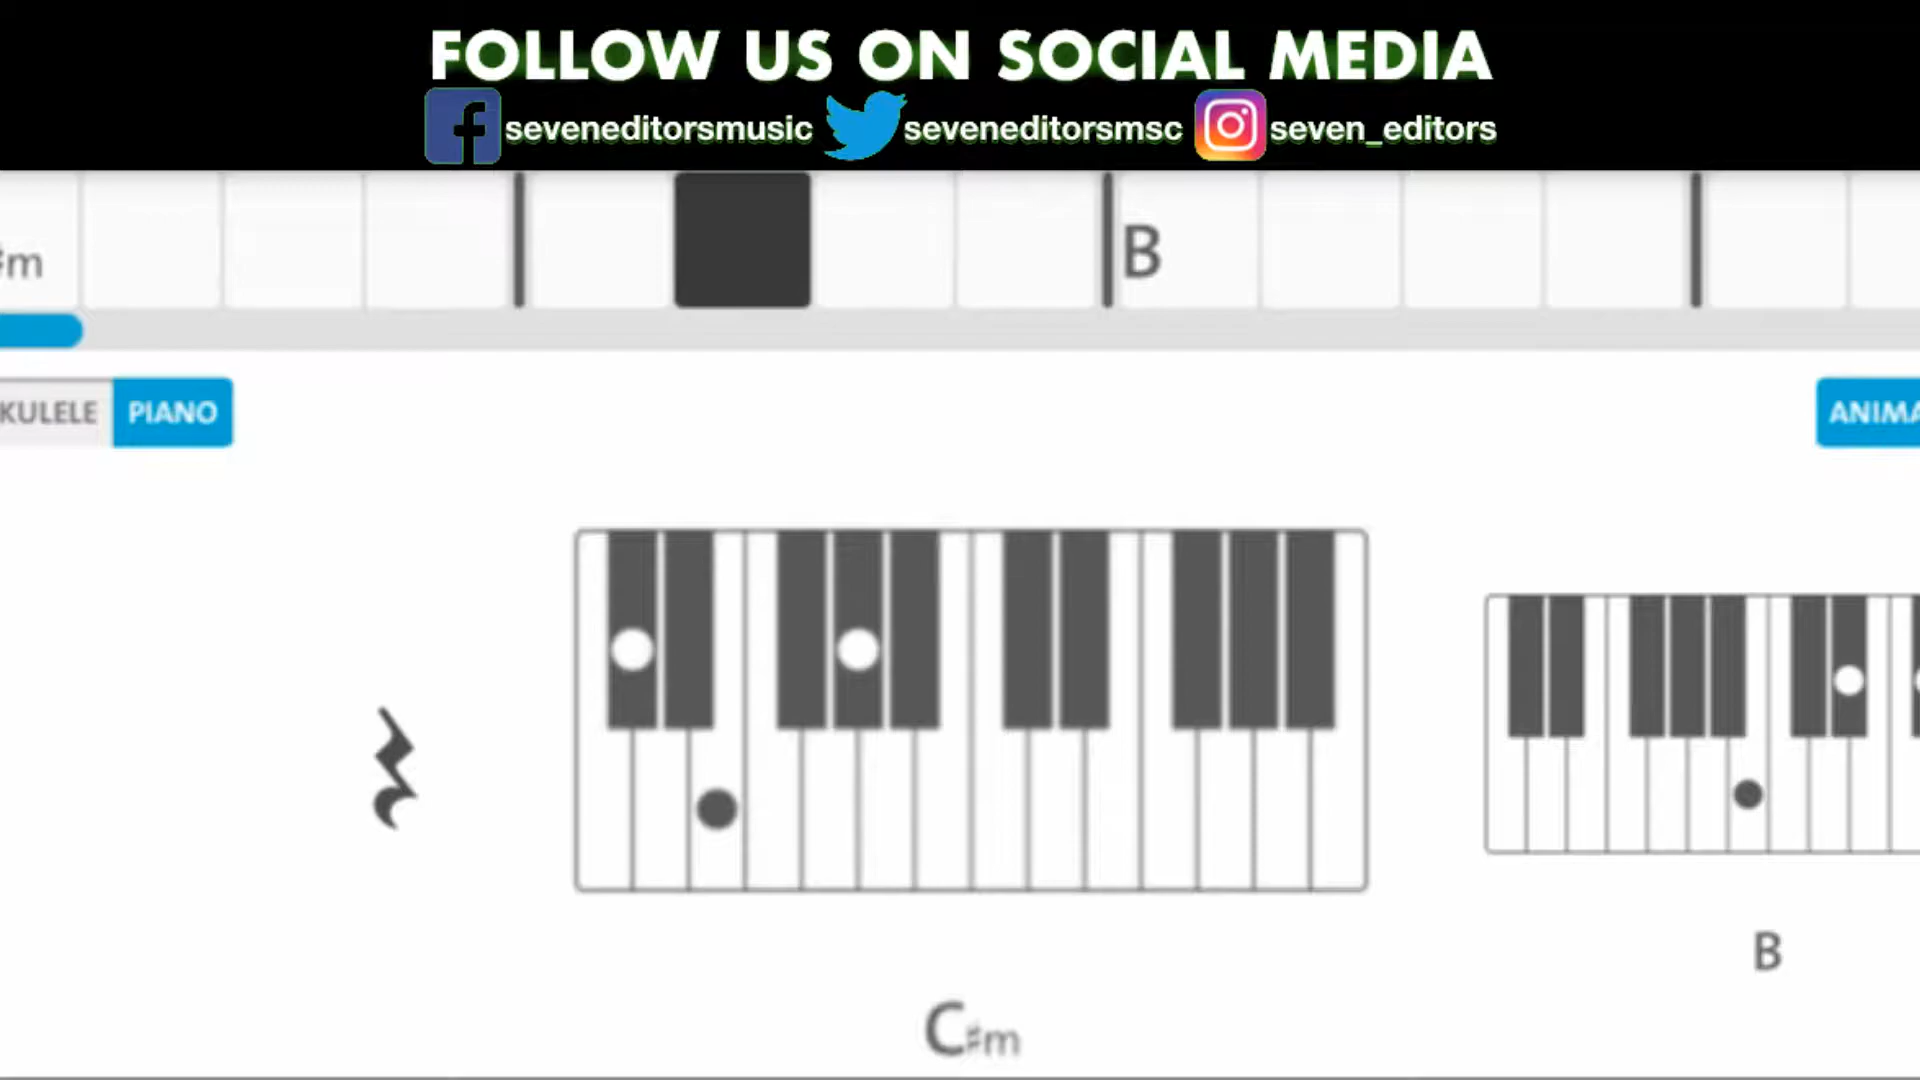 FOLLOW US ON SOCIAL MEDIA
seveneditorsmusic seveneditorsmsc seven_editors
♯m B
KULELE PIANO ANIMA
B
C♯m